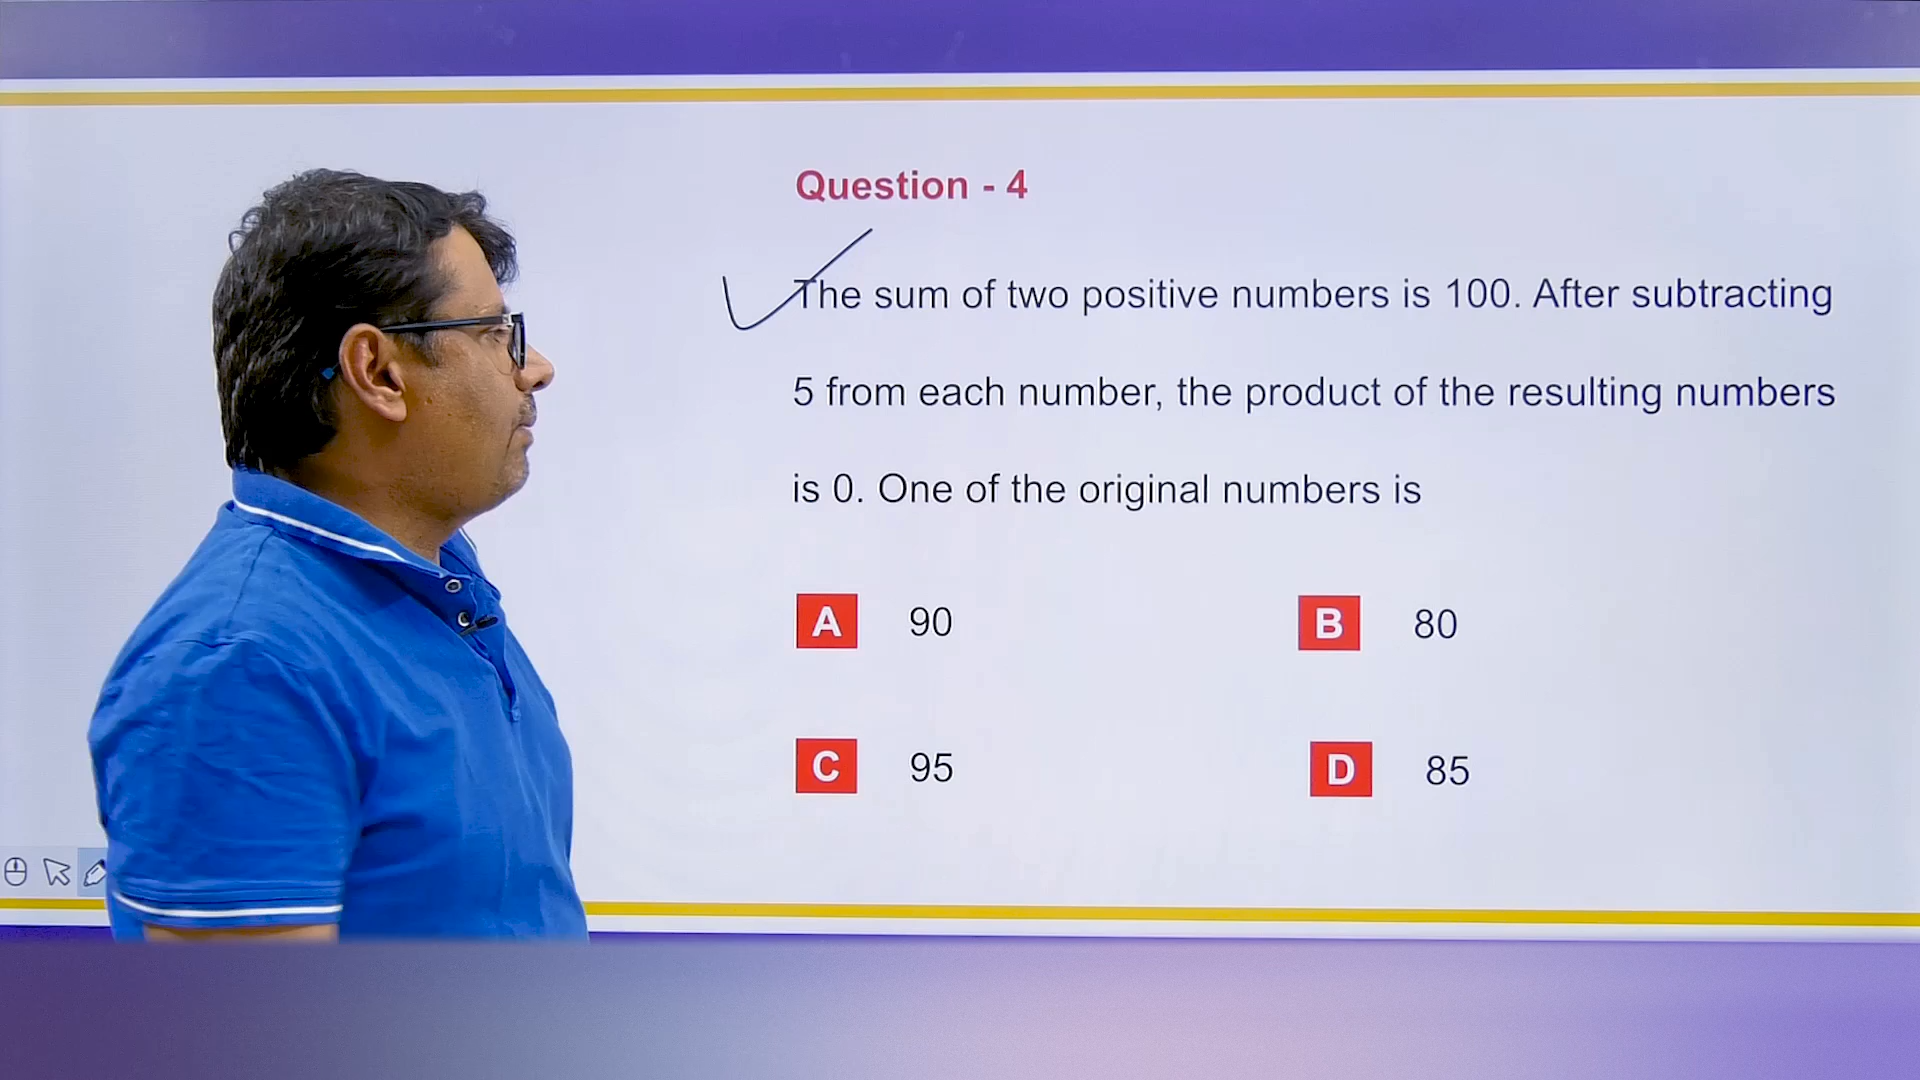 Question - 4
The sum of two positive numbers is 100. After subtracting
5 from each number, the product of the resulting numbers
is 0. One of the original numbers is
A 90
B 80
C 95
D 85